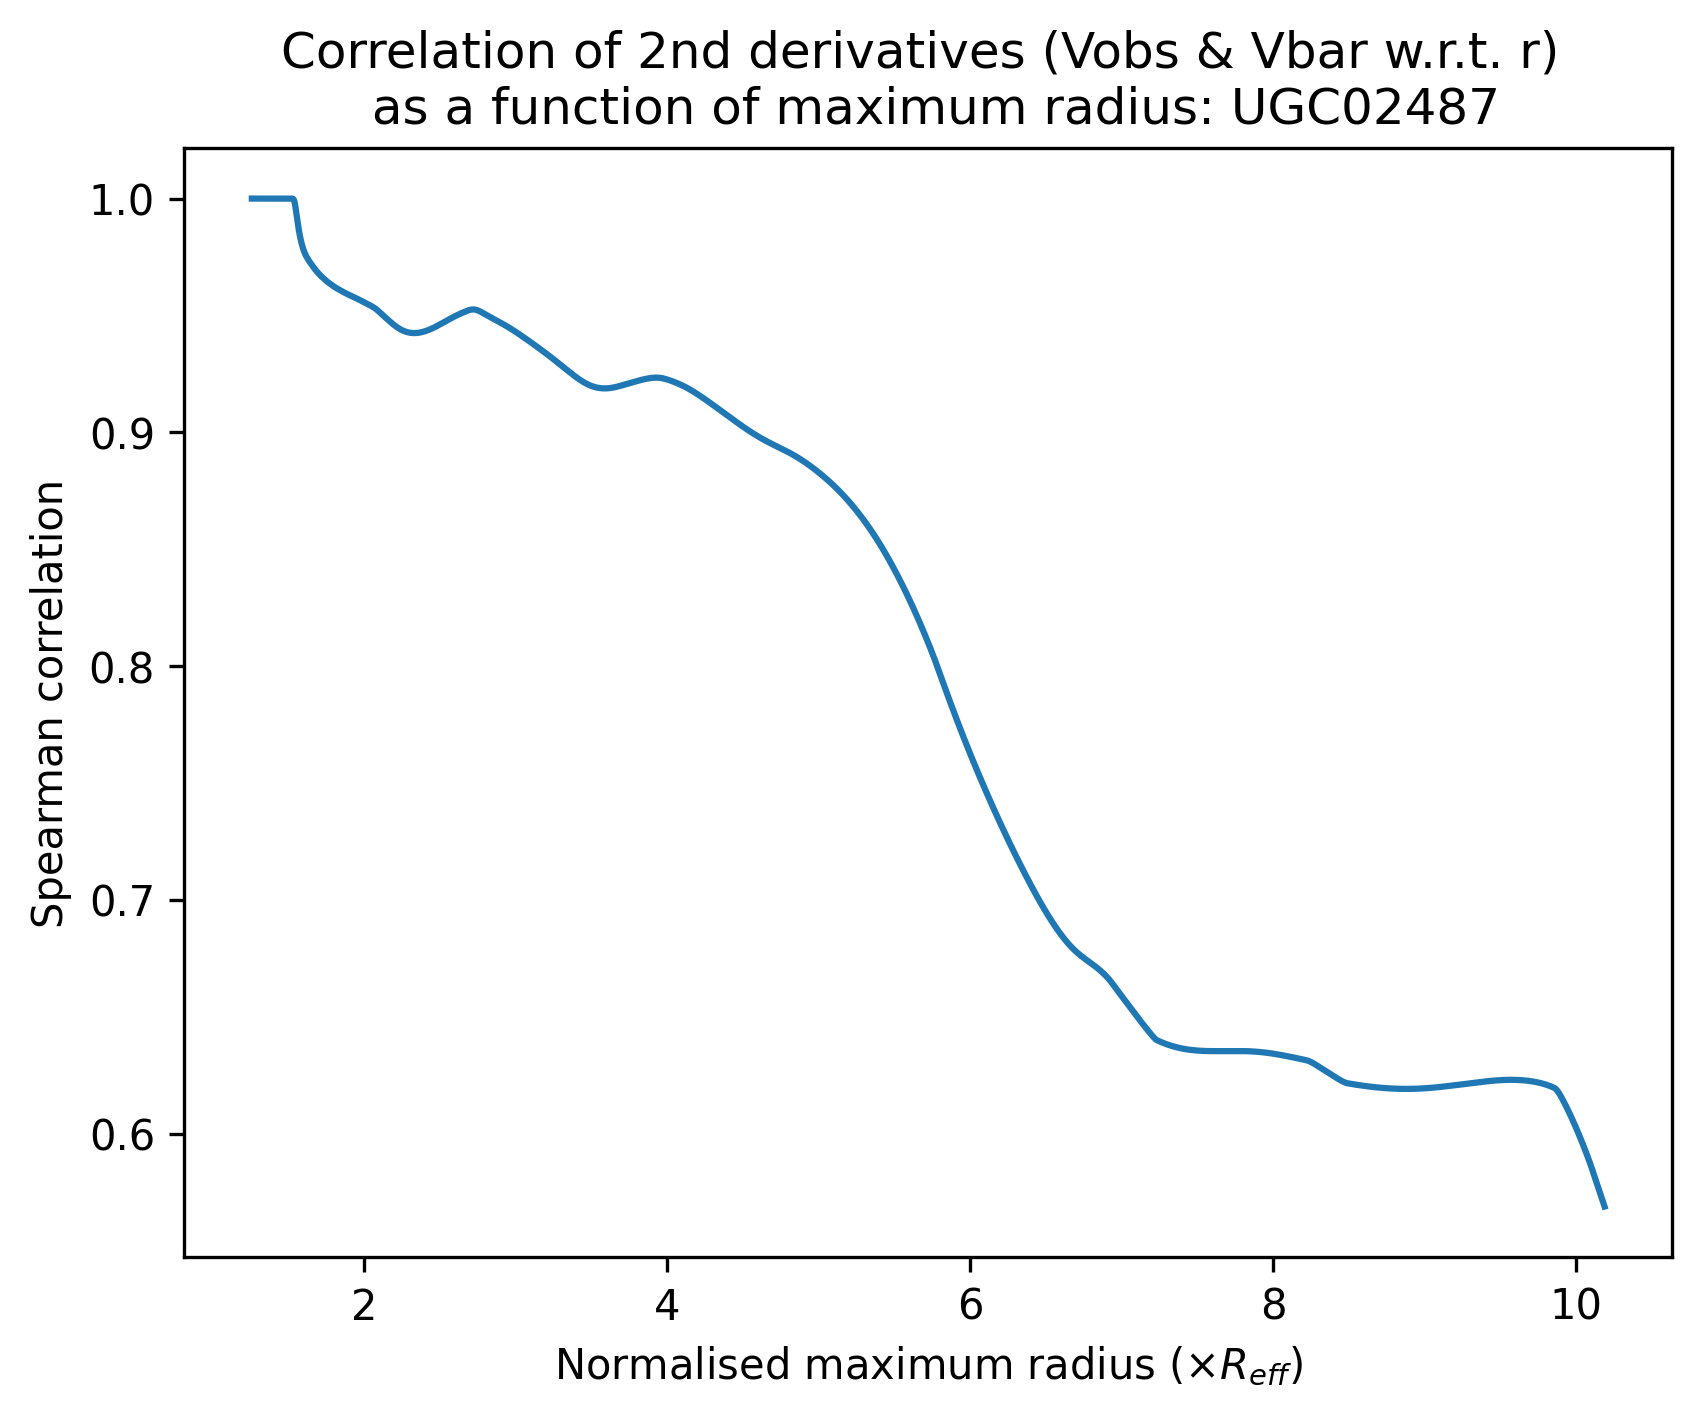 Correlation of 2nd derivatives (Vobs & Vbar w.r.t. r)
as a function of maximum radius: UGC02487
1.0
0.9
0.8
0.7
0.6
Spearman correlation
2 4 6 8 10
Normalised maximum radius (×R_eff)